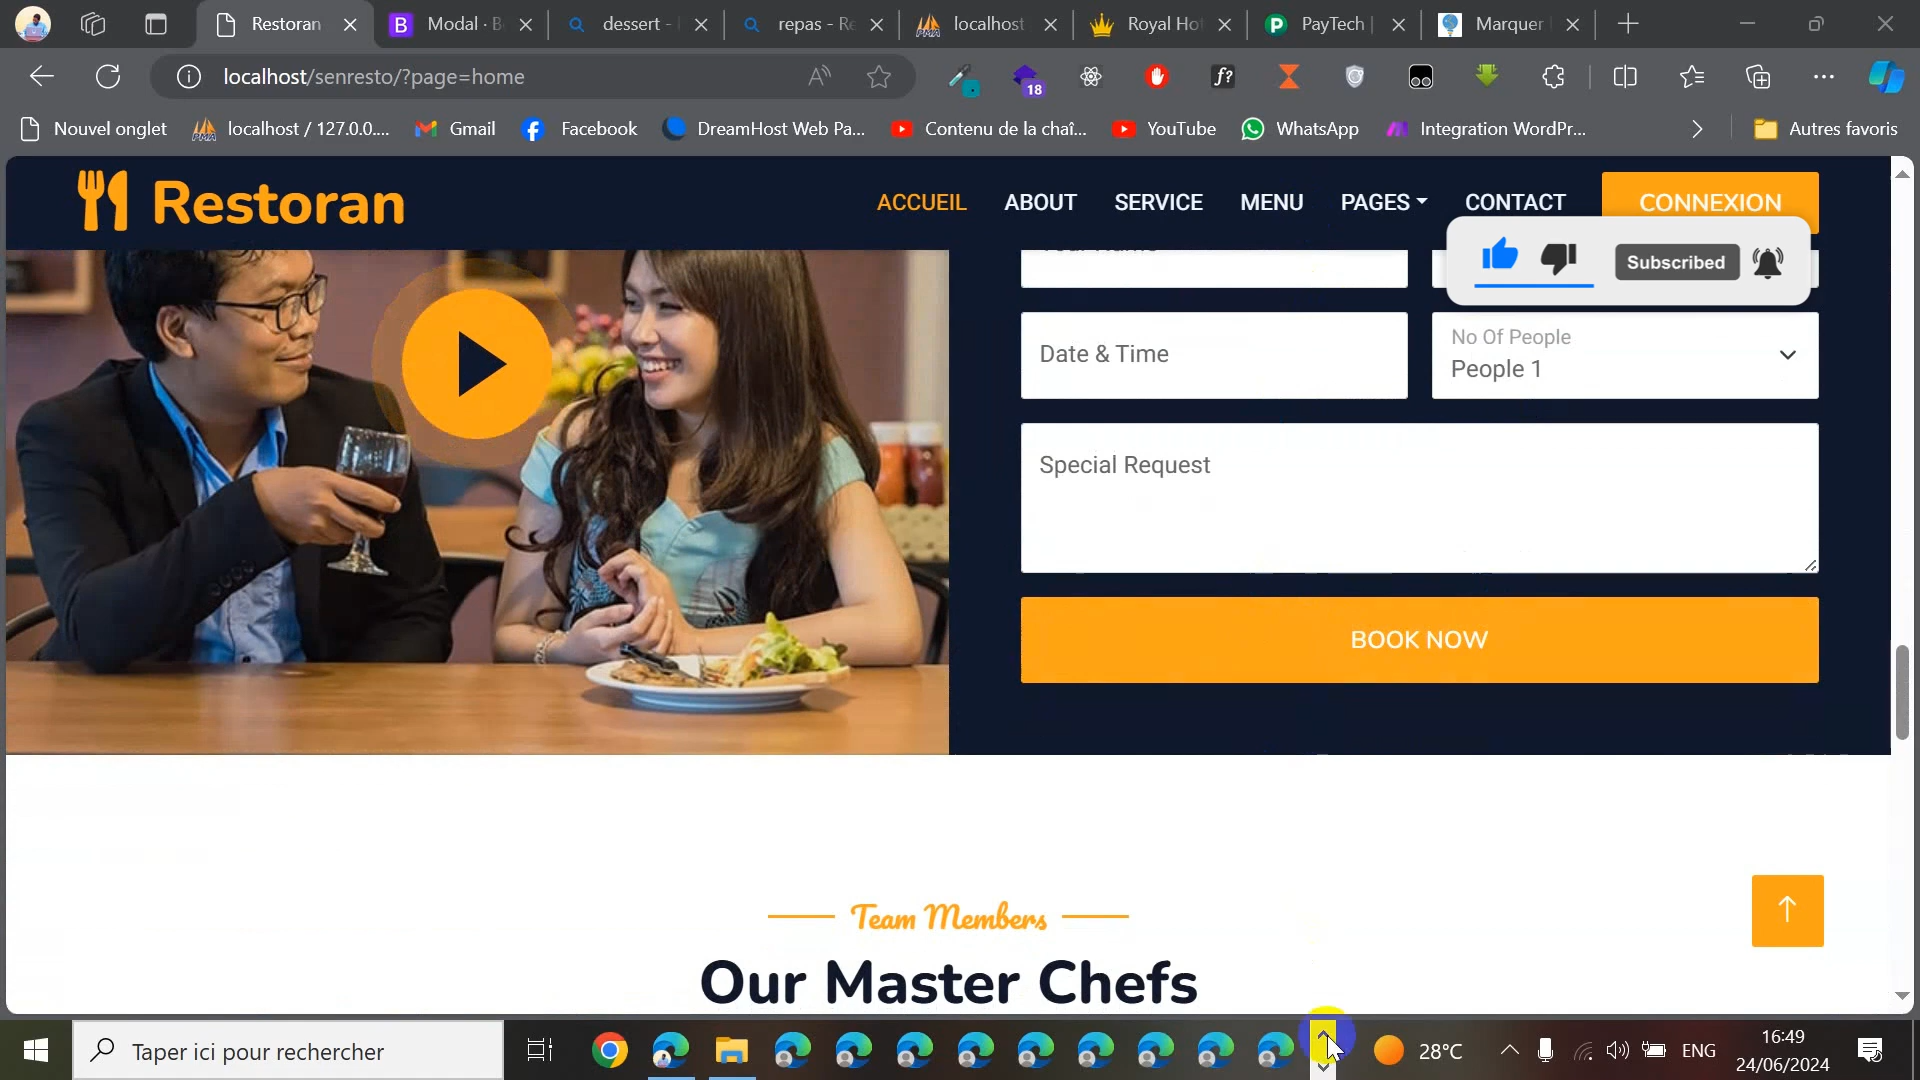 Restoran
Modal · B
dessert -
repas - Re
localhost
Royal Ho
PayTech |
Marquer
localhost/senresto/?page=home
18
Nouvel onglet
localhost / 127.0.0....
Gmail
Facebook
DreamHost Web Pa...
Contenu de la chaî...
YouTube
WhatsApp
Integration WordPr...
Autres favoris
Restoran
ACCUEIL
ABOUT
SERVICE
MENU
PAGES
CONTACT
CONNEXION
Subscribed
Date & Time
No Of People
People 1
Special Request
BOOK NOW
Team Members
Our Master Chefs
Taper ici pour rechercher
28°C
ENG
16:49
24/06/2024